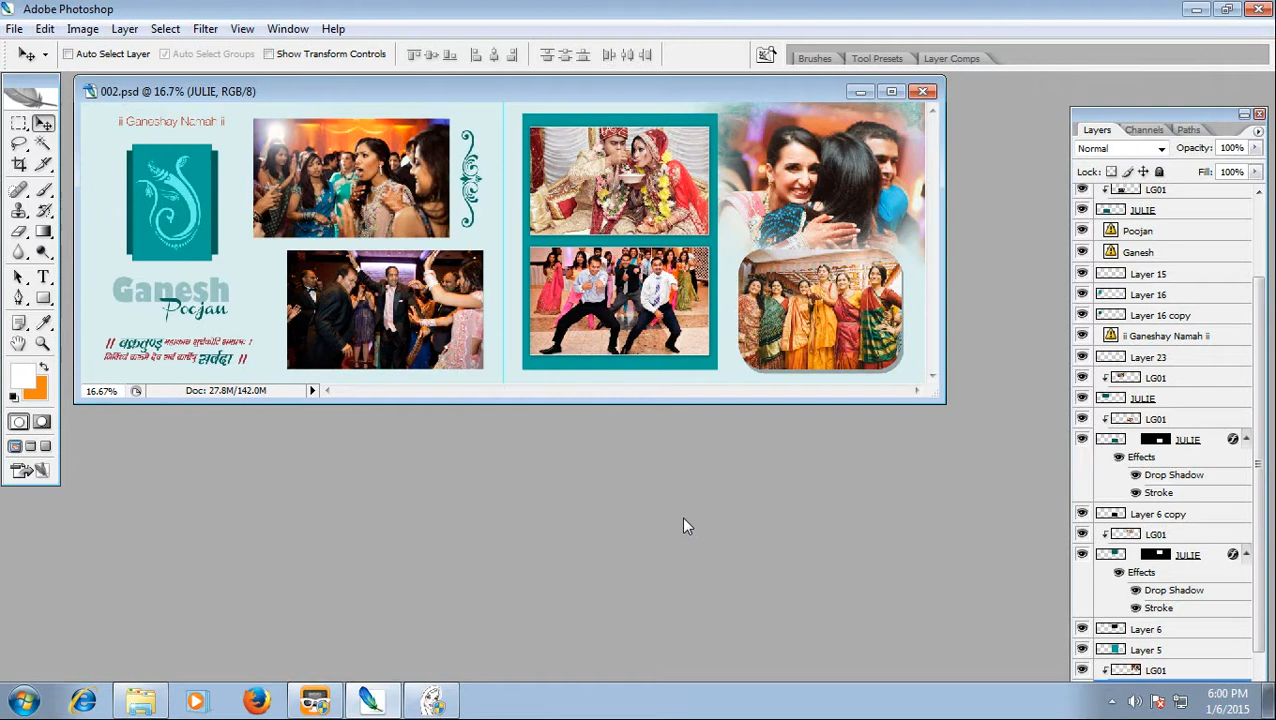 Adobe Photoshop
File Edit Image Layer Select Filter View Window Help
Auto Select Layer Auto Select Groups Show Transform Controls
Brushes Tool Presets Layer Comps
002.psd @ 16.7% (JULIE, RGB/8)
ii Ganeshay Namah ii
Ganesh
Poojan
16.67% Doc: 27.8M/142.0M
Layers Channels Paths
Normal Opacity: 100%
Lock: Fill: 100%
LG01
JULIE
Poojan
Ganesh
Layer 15
Layer 16
Layer 16 copy
ii Ganeshay Namah ii
Layer 23
LG01
JULIE
LG01
JULIE
Effects
Drop Shadow
Stroke
Layer 6 copy
LG01
JULIE
Effects
Drop Shadow
Stroke
Layer 6
Layer 5
LG01
6:00 PM
1/6/2015